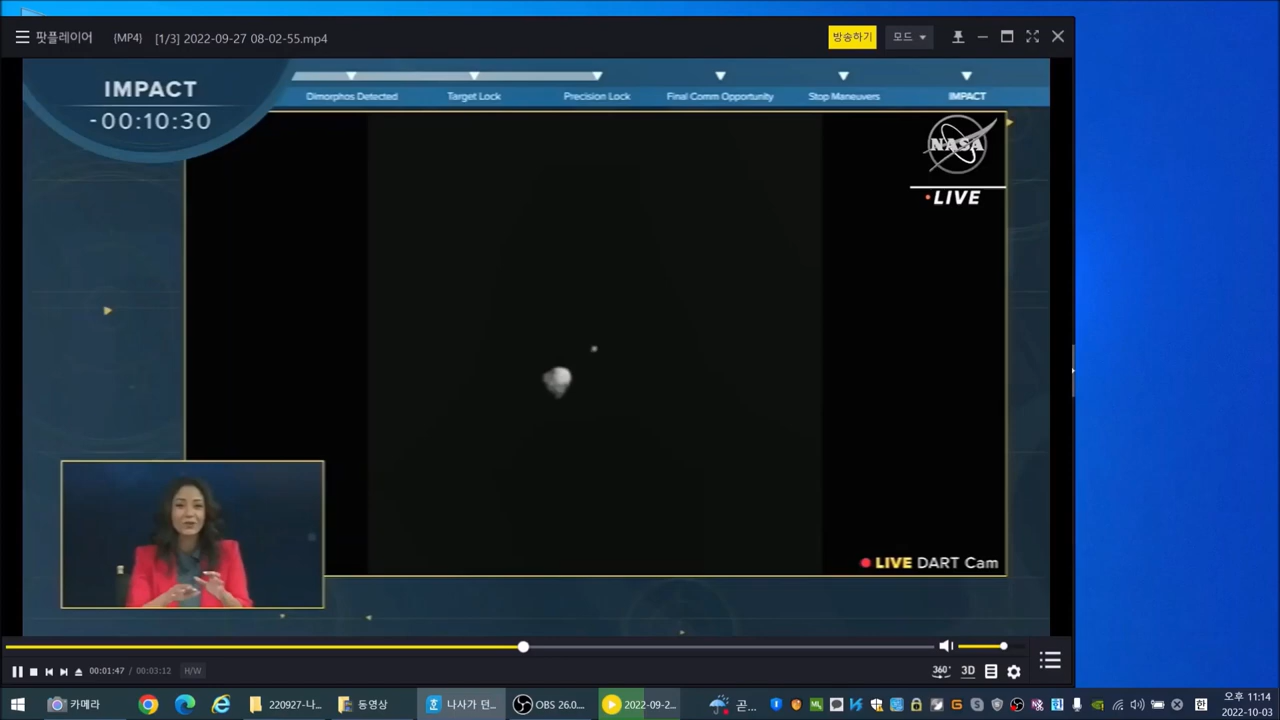 팟플레이어 (MP4) [1/3] 2022-09-27 08-02-55.mp4 방송하기 모드
IMPACT
-00:10:30
Dimorphos Detected Target Lock Precision Lock Final Comm Opportunity Stop Maneuvers IMPACT
NASA
LIVE
LIVE DART Cam
00:01:47 / 00:03:12 H/W 360° 3D
카메라 220927-나... 동영상 나사가 던... OBS 26.0.... 2022-09-2... 곧... 한 오후 11:14
2022-10-03